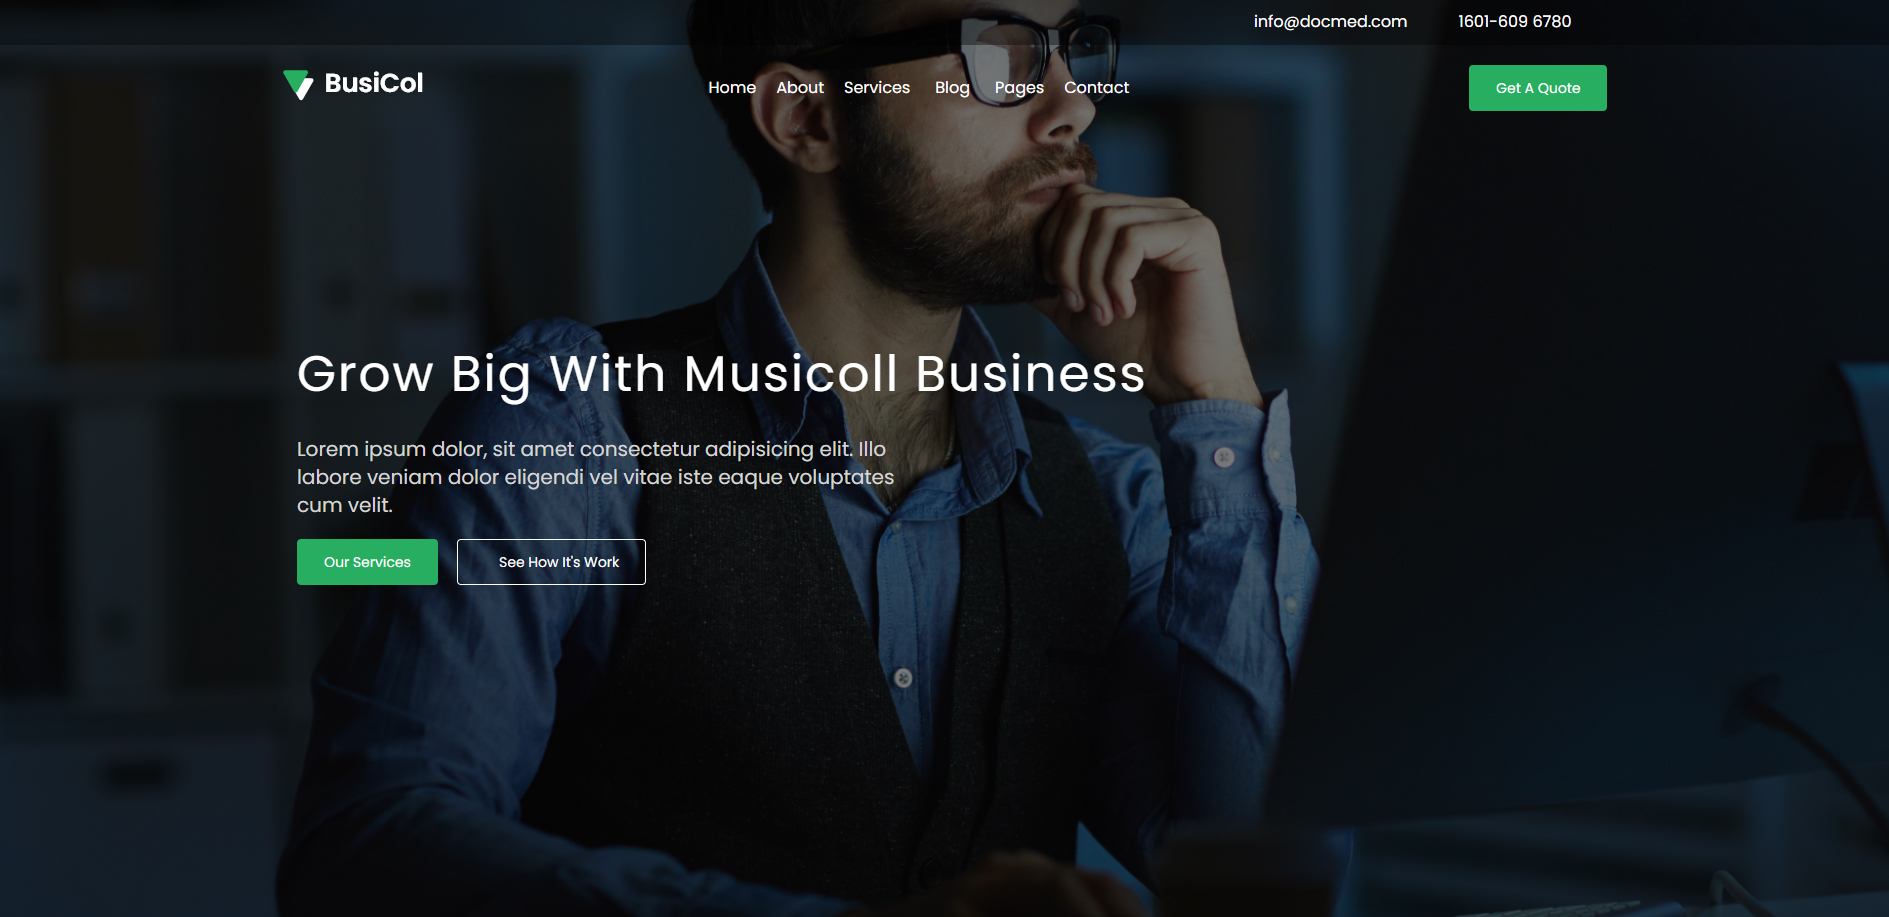 info@docmed.com 1601-609 6780
BusiCol Home About Services Blog Pages Contact Get A Quote
Grow Big With Musicoll Business
Lorem ipsum dolor, sit amet consectetur adipisicing elit. Illo
labore veniam dolor eligendi vel vitae iste eaque voluptates
cum velit.
Our Services See How It's Work